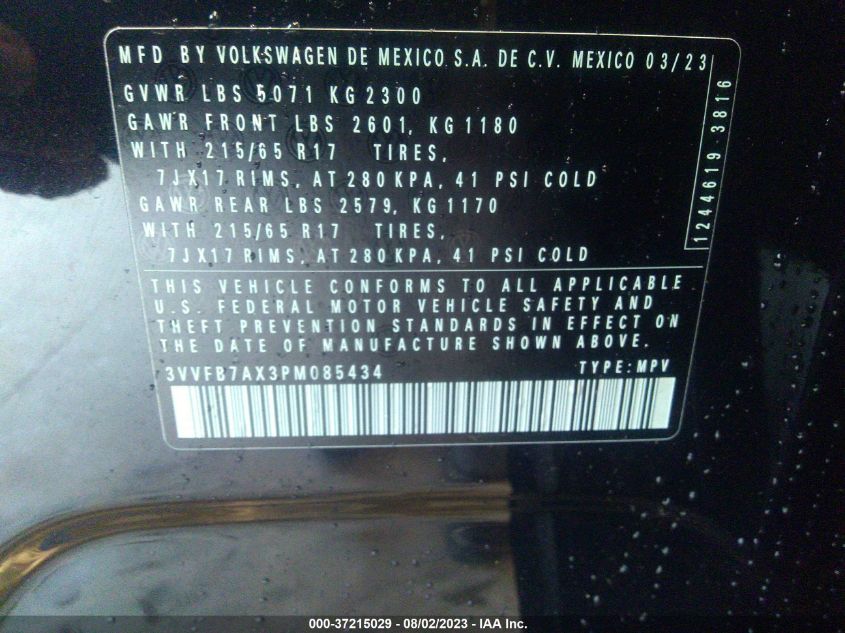 MFD BY VOLKSWAGEN DE MEXICO S.A. DE C.V. MEXICO 03/23
GVWR LBS 5071 KG 2300
GAWR FRONT LBS 2601, KG 1180
WITH 215/65 R17 TIRES,
7JX17 RIMS, AT 280 KPA, 41 PSI COLD
GAWR REAR LBS 2579, KG 1170
WITH 215/65 R17 TIRES,
7JX17 RIMS, AT 280 KPA, 41 PSI COLD
1244619 3816
THIS VEHICLE CONFORMS TO ALL APPLICABLE
U.S. FEDERAL MOTOR VEHICLE SAFETY AND
THEFT PREVENTION STANDARDS IN EFFECT ON
THE DATE OF MANUFACTURE SHOWN ABOVE.
3VVFB7AX3PM085434 TYPE: MPV
000-37215029 - 08/02/2023 - IAA Inc.